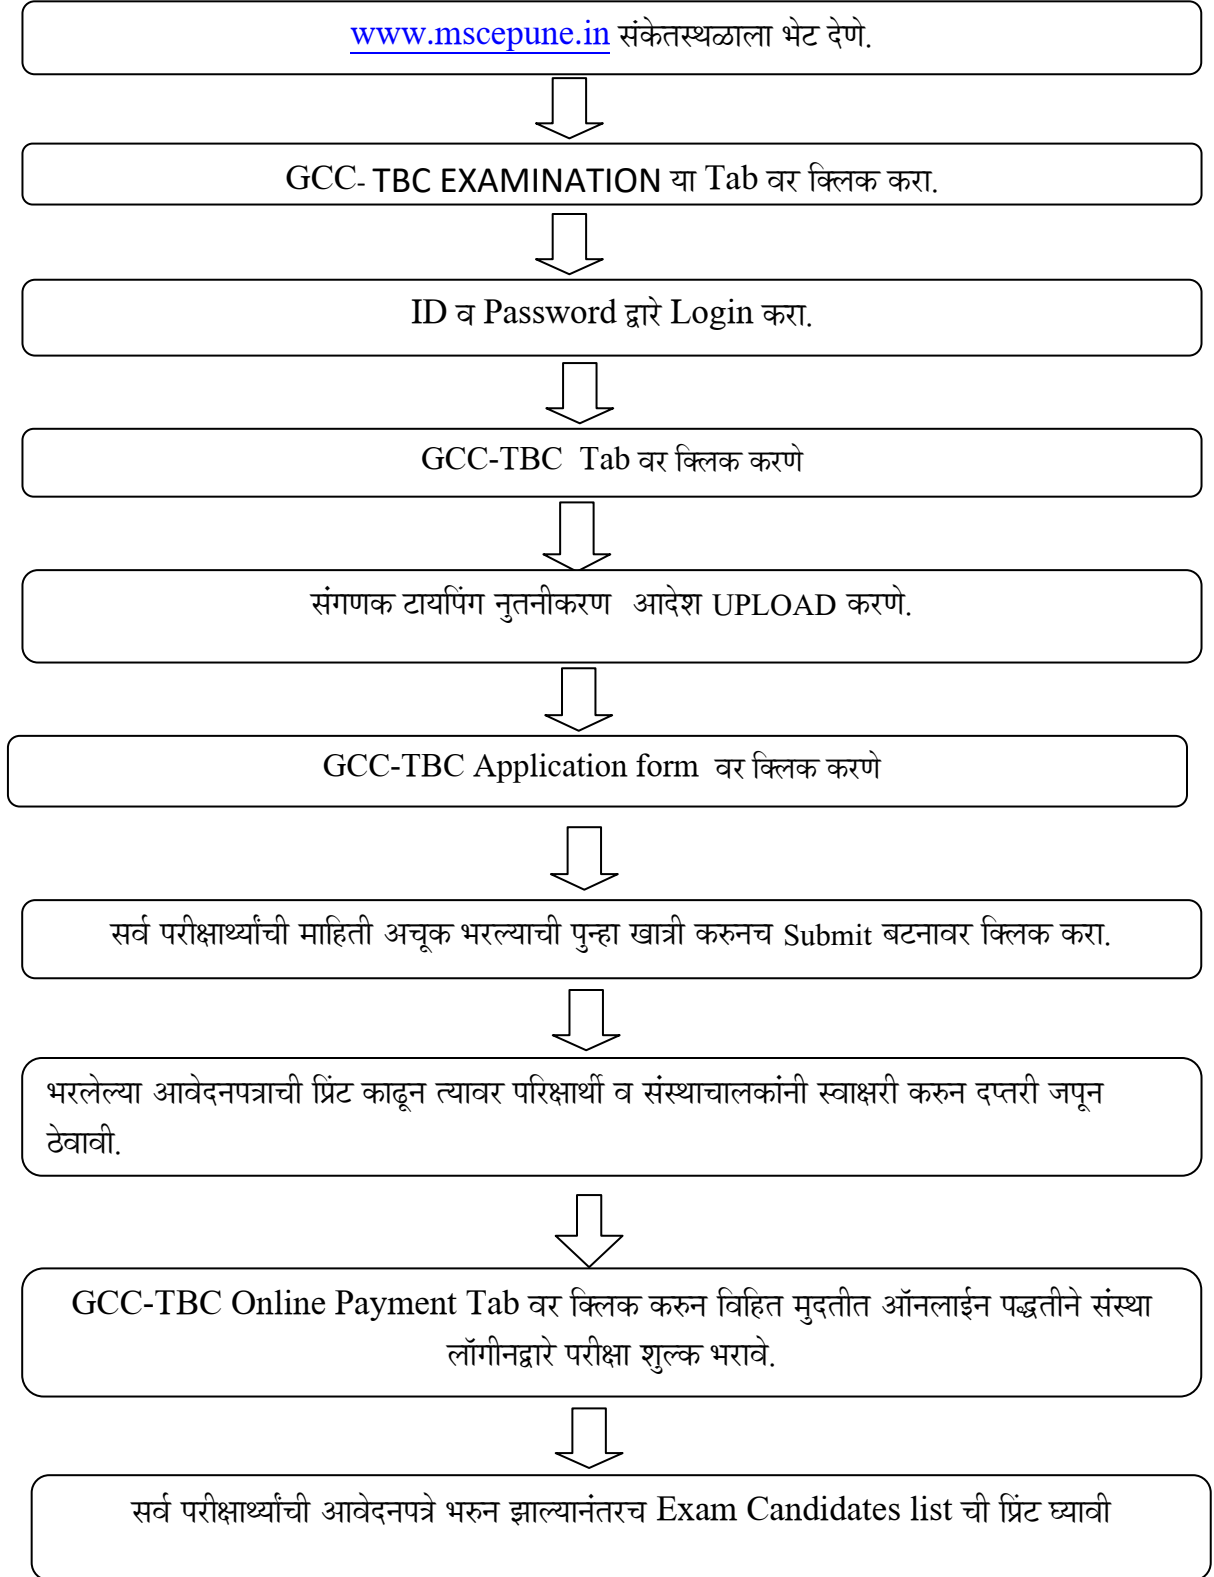 www.mscepune.in संकेतस्थळाला भेट देणे.
GCC- TBC EXAMINATION या Tab वर क्लिक करा.
ID व Password द्वारे Login करा.
GCC-TBC Tab वर क्लिक करणे
संगणक टायपिंग नुतनीकरण आदेश UPLOAD करणे.
GCC-TBC Application form वर क्लिक करणे
सर्व परीक्षार्थ्यांची माहिती अचूक भरल्याची पुन्हा खात्री करुनच Submit बटनावर क्लिक करा.
भरलेल्या आवेदनपत्राची प्रिंट काढून त्यावर परिक्षार्थी व संस्थाचालकांनी स्वाक्षरी करुन दप्तरी जपून
ठेवावी.
GCC-TBC Online Payment Tab वर क्लिक करुन विहित मुदतीत ऑनलाईन पद्धतीने संस्था
लॉगीनद्वारे परीक्षा शुल्क भरावे.
सर्व परीक्षार्थ्यांची आवेदनपत्रे भरुन झाल्यानंतरच Exam Candidates list ची प्रिंट घ्यावी